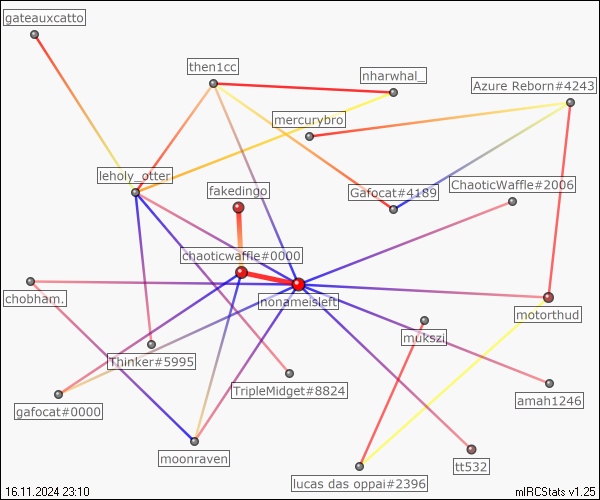 gateauxcatto
then1cc
nharwhal_
Azure Reborn#4243
mercurybro
leholy_otter
fakedingo
Gafocat#4189
ChaoticWaffle#2006
chaoticwaffle#0000
chobham.
nonameisleft
motorthud
mukszi
Thinker#5995
TripleMidget#8824
amah1246
gafocat#0000
moonraven
tt532
lucas das oppai#2396
16.11.2024 23:10
mIRCStats v1.25